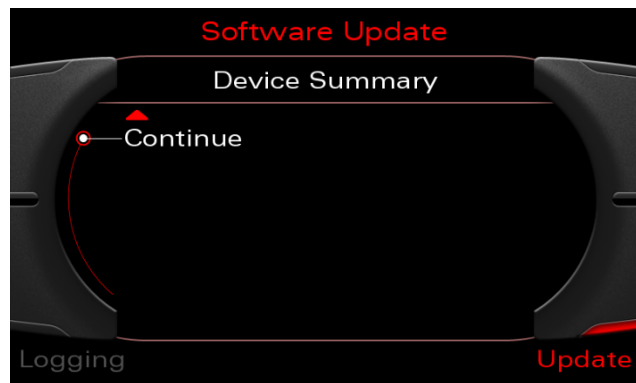 Software Update
Device Summary
Continue
Logging
Update